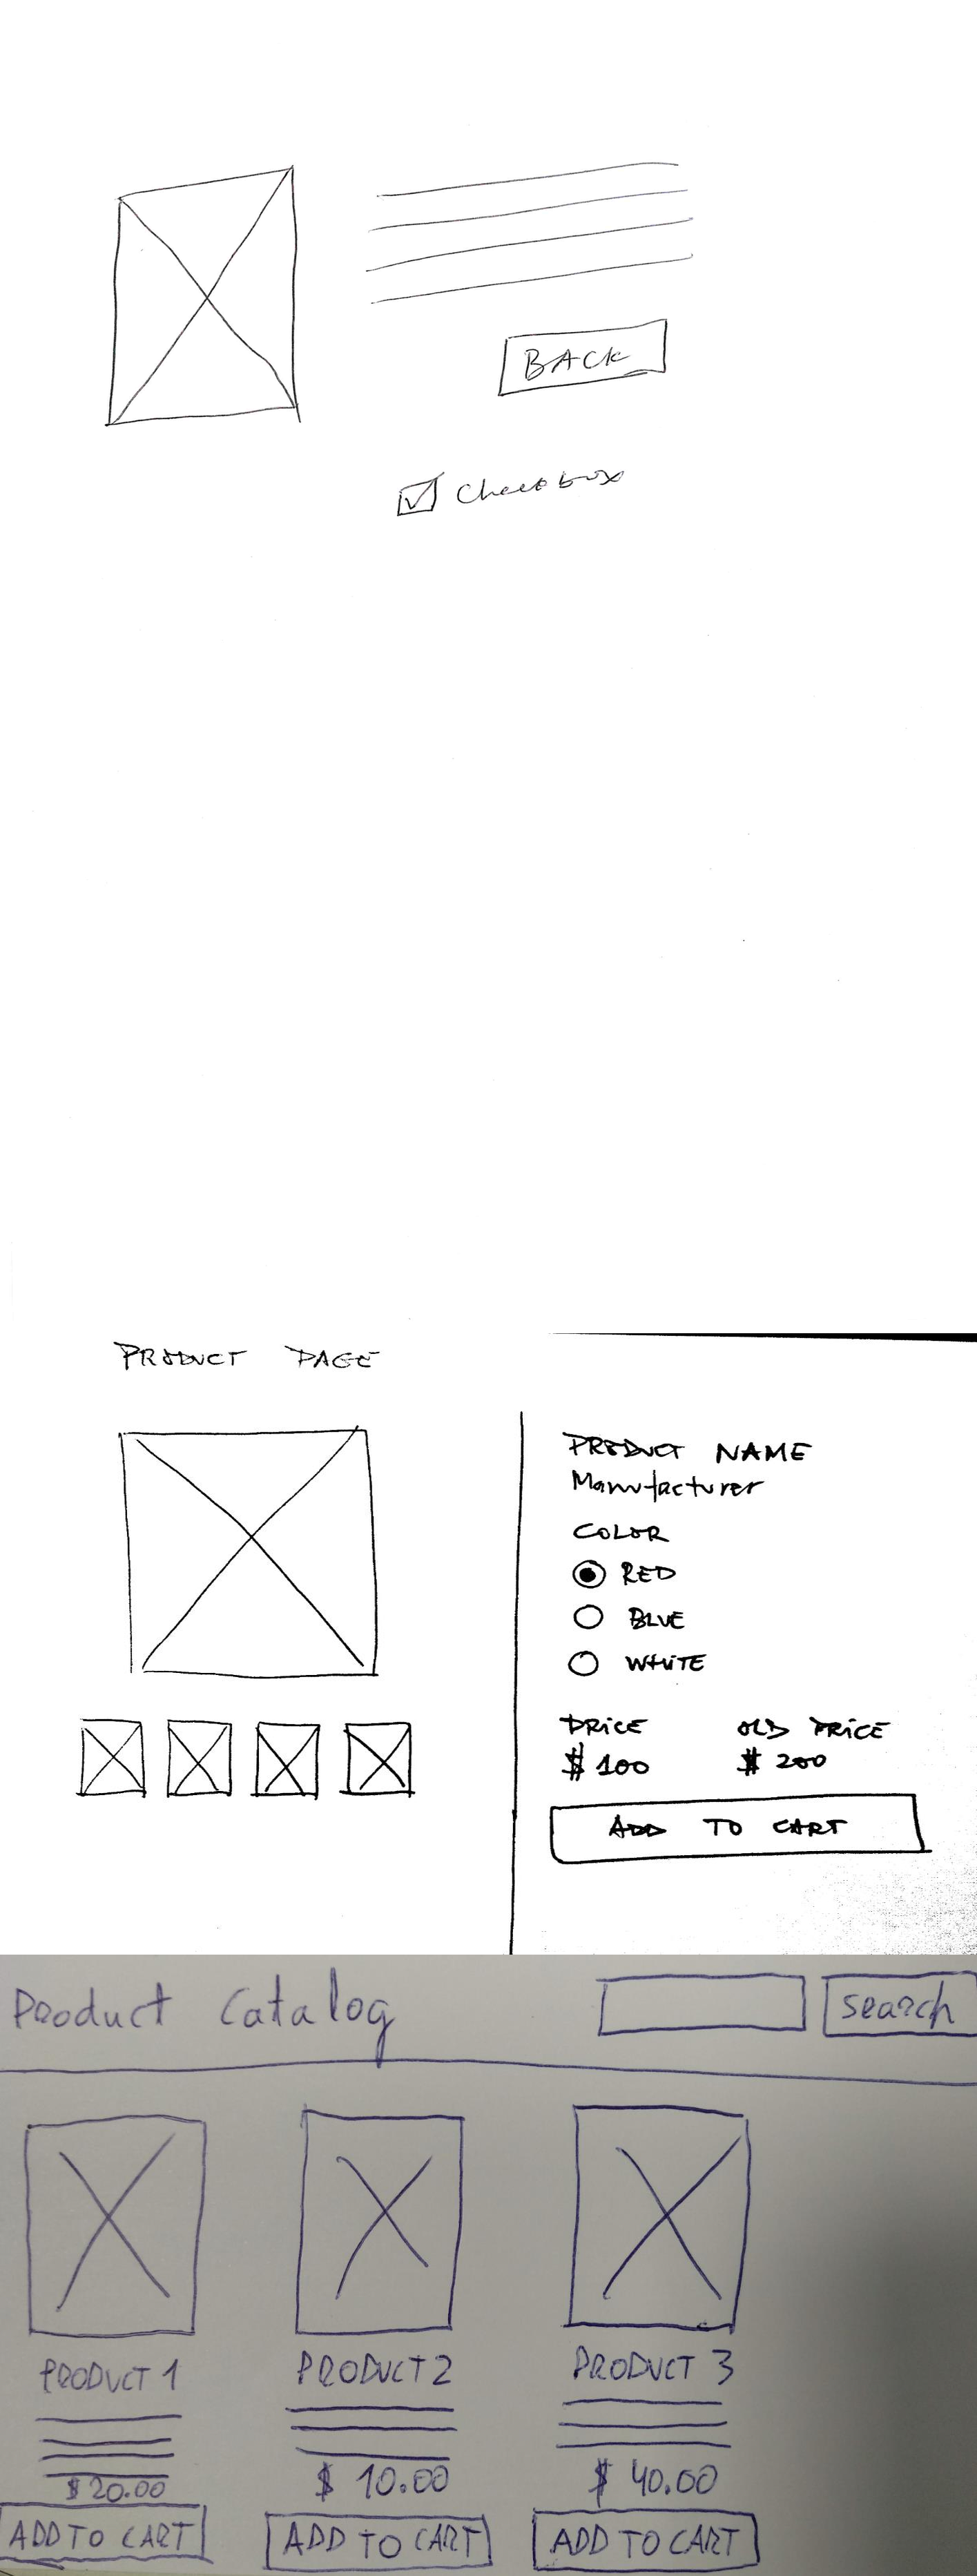 BACK
Checkbox
PRODUCT PAGE
PRODUCT NAME
Manufacturer
COLOR
RED
BLUE
WHITE
PRICE OLD PRICE
$ 100 $ 200
ADD TO CART
Product Catalog search
PRODUCT 1 PRODUCT 2 PRODUCT 3
$ 20.00 $ 10.00 $ 40.00
ADD TO CART ADD TO CART ADD TO CART